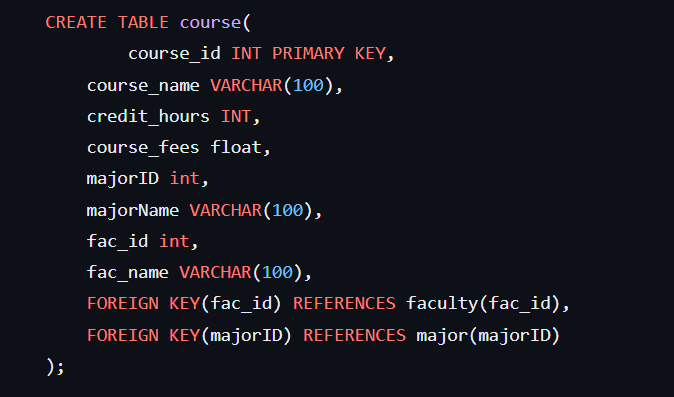 CREATE TABLE course(
course_id INT PRIMARY KEY,
course_name VARCHAR(100),
credit_hours INT,
course_fees float,
majorID int,
majorName VARCHAR(100),
fac_id int,
fac_name VARCHAR(100),
FOREIGN KEY(fac_id) REFERENCES faculty(fac_id),
FOREIGN KEY(majorID) REFERENCES major(majorID)
);